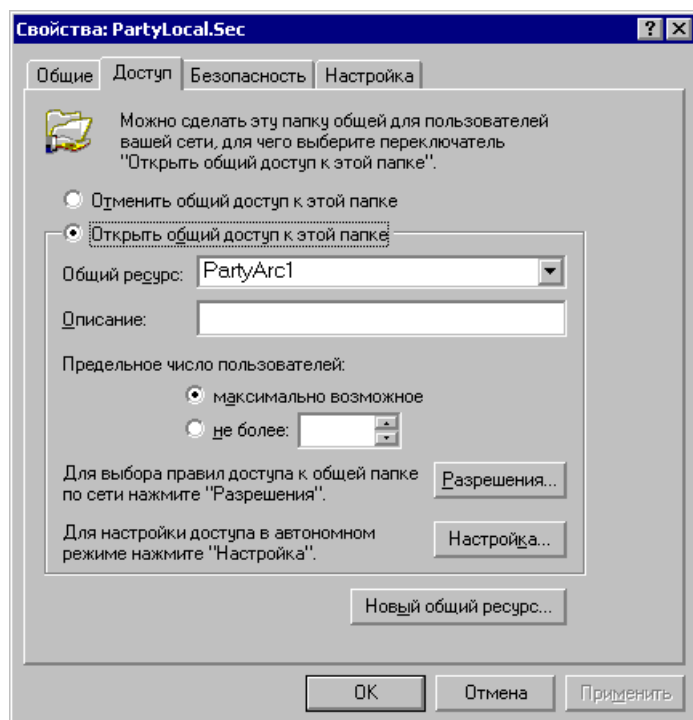 Свойства: PartyLocal.Sec
Общие Доступ Безопасность Настройка
Можно сделать эту папку общей для пользователей
вашей сети, для чего выберите переключатель
"Открыть общий доступ к этой папке".
Отменить общий доступ к этой папке
Открыть общий доступ к этой папке
Общий ресурс: PartyArc1
Описание:
Предельное число пользователей:
максимально возможное
не более:
Для выбора правил доступа к общей папке
по сети нажмите "Разрешения".
Разрешения...
Для настройки доступа в автономном
режиме нажмите "Настройка".
Настройка...
Новый общий ресурс...
OK Отмена Применить